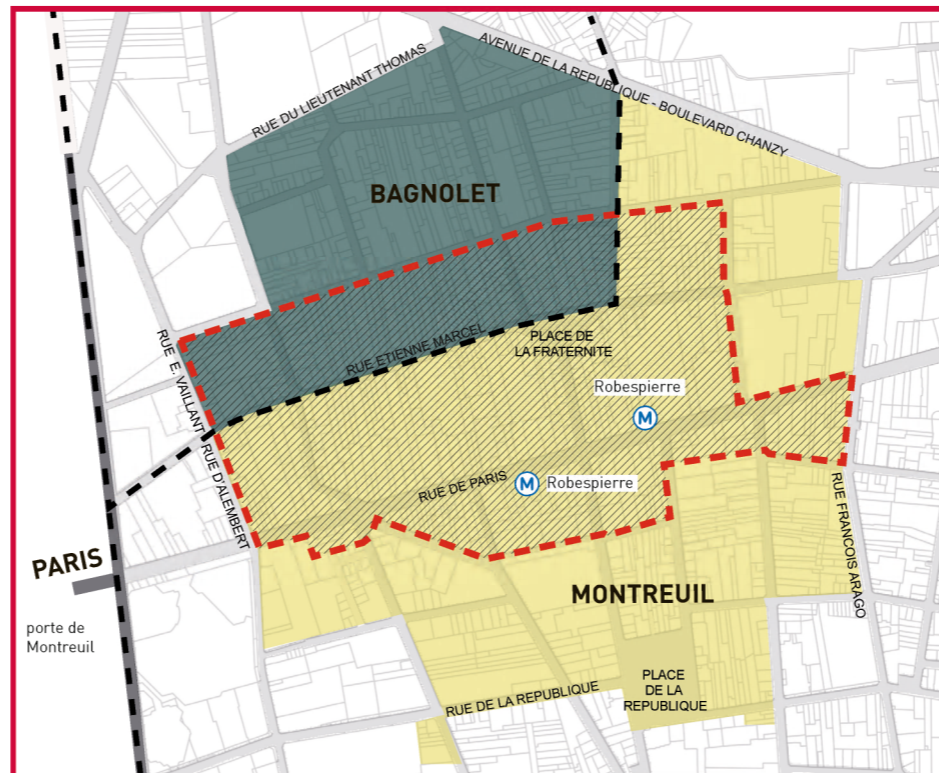 AVENUE DE LA REPUBLIQUE - BOULEVARD CHANZY
RUE DU LIEUTENANT THOMAS
BAGNOLET
RUE E. VAILLANT
RUE ETIENNE MARCEL
PLACE DE
LA FRATERNITE
Robespierre
M
RUE DE PARIS
M
Robespierre
RUE D'ALEMBERT
RUE FRANCOIS ARAGO
PARIS
porte de
Montreuil
MONTREUIL
PLACE
DE LA
REPUBLIQUE
RUE DE LA REPUBLIQUE